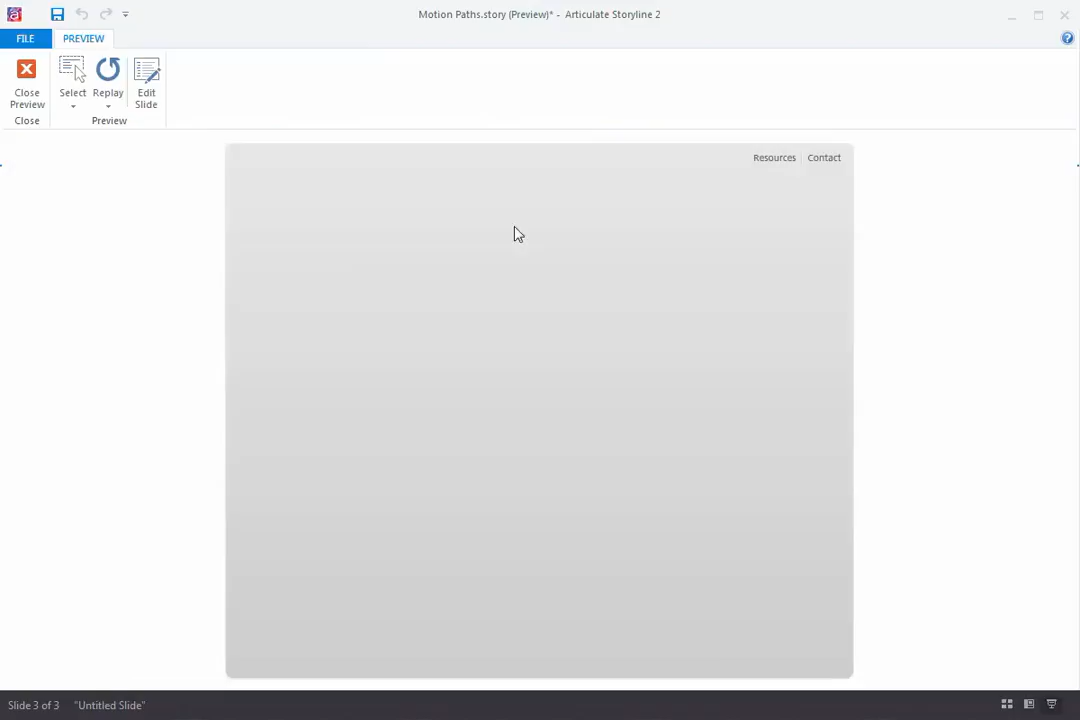 Motion Paths.story (Preview)* - Articulate Storyline 2
FILE PREVIEW
Close Preview
Select
Replay
Edit Slide
Close
Preview
Resources Contact
Slide 3 of 3 "Untitled Slide"